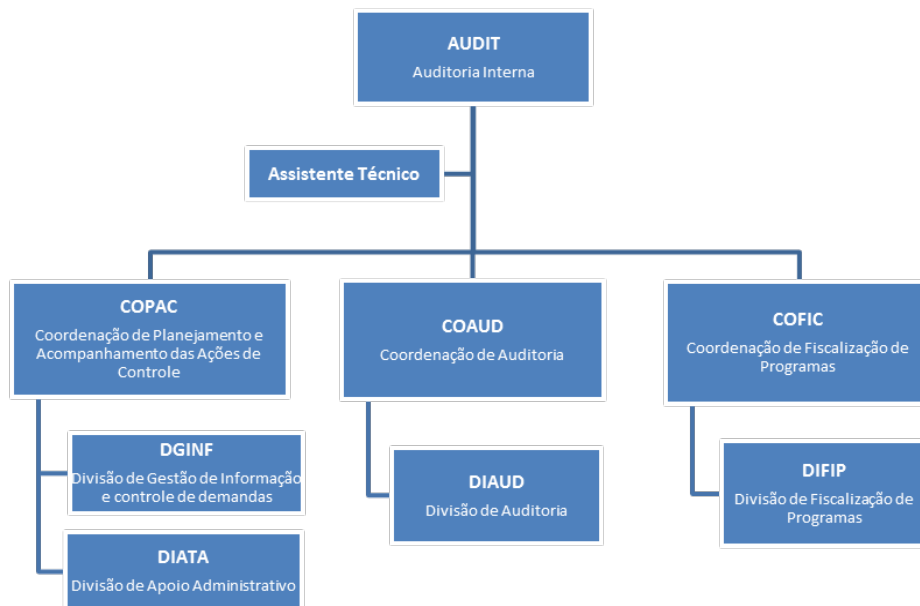 AUDIT
Auditoria Interna
Assistente Técnico
COPAC
Coordenação de Planejamento e
Acompanhamento das Ações de
Controle
COAUD
Coordenação de Auditoria
COFIC
Coordenação de Fiscalização de
Programas
DGINF
Divisão de Gestão de Informação
e controle de demandas
DIAUD
Divisão de Auditoria
DIFIP
Divisão de Fiscalização de
Programas
DIATA
Divisão de Apoio Administrativo